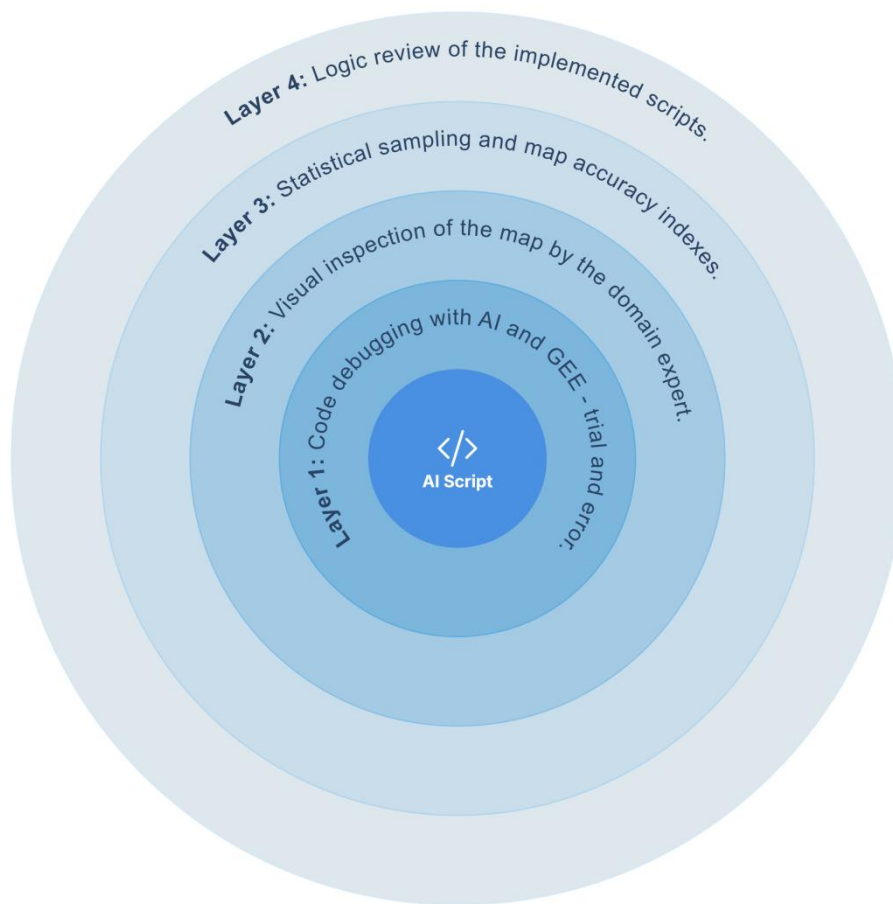 Layer 4: Logic review of the implemented scripts.
Layer 3: Statistical sampling and map accuracy indexes.
Layer 2: Visual inspection of the map by the domain expert.
Layer 1: Code debugging with AI and GEE - trial and error.
</>
AI Script